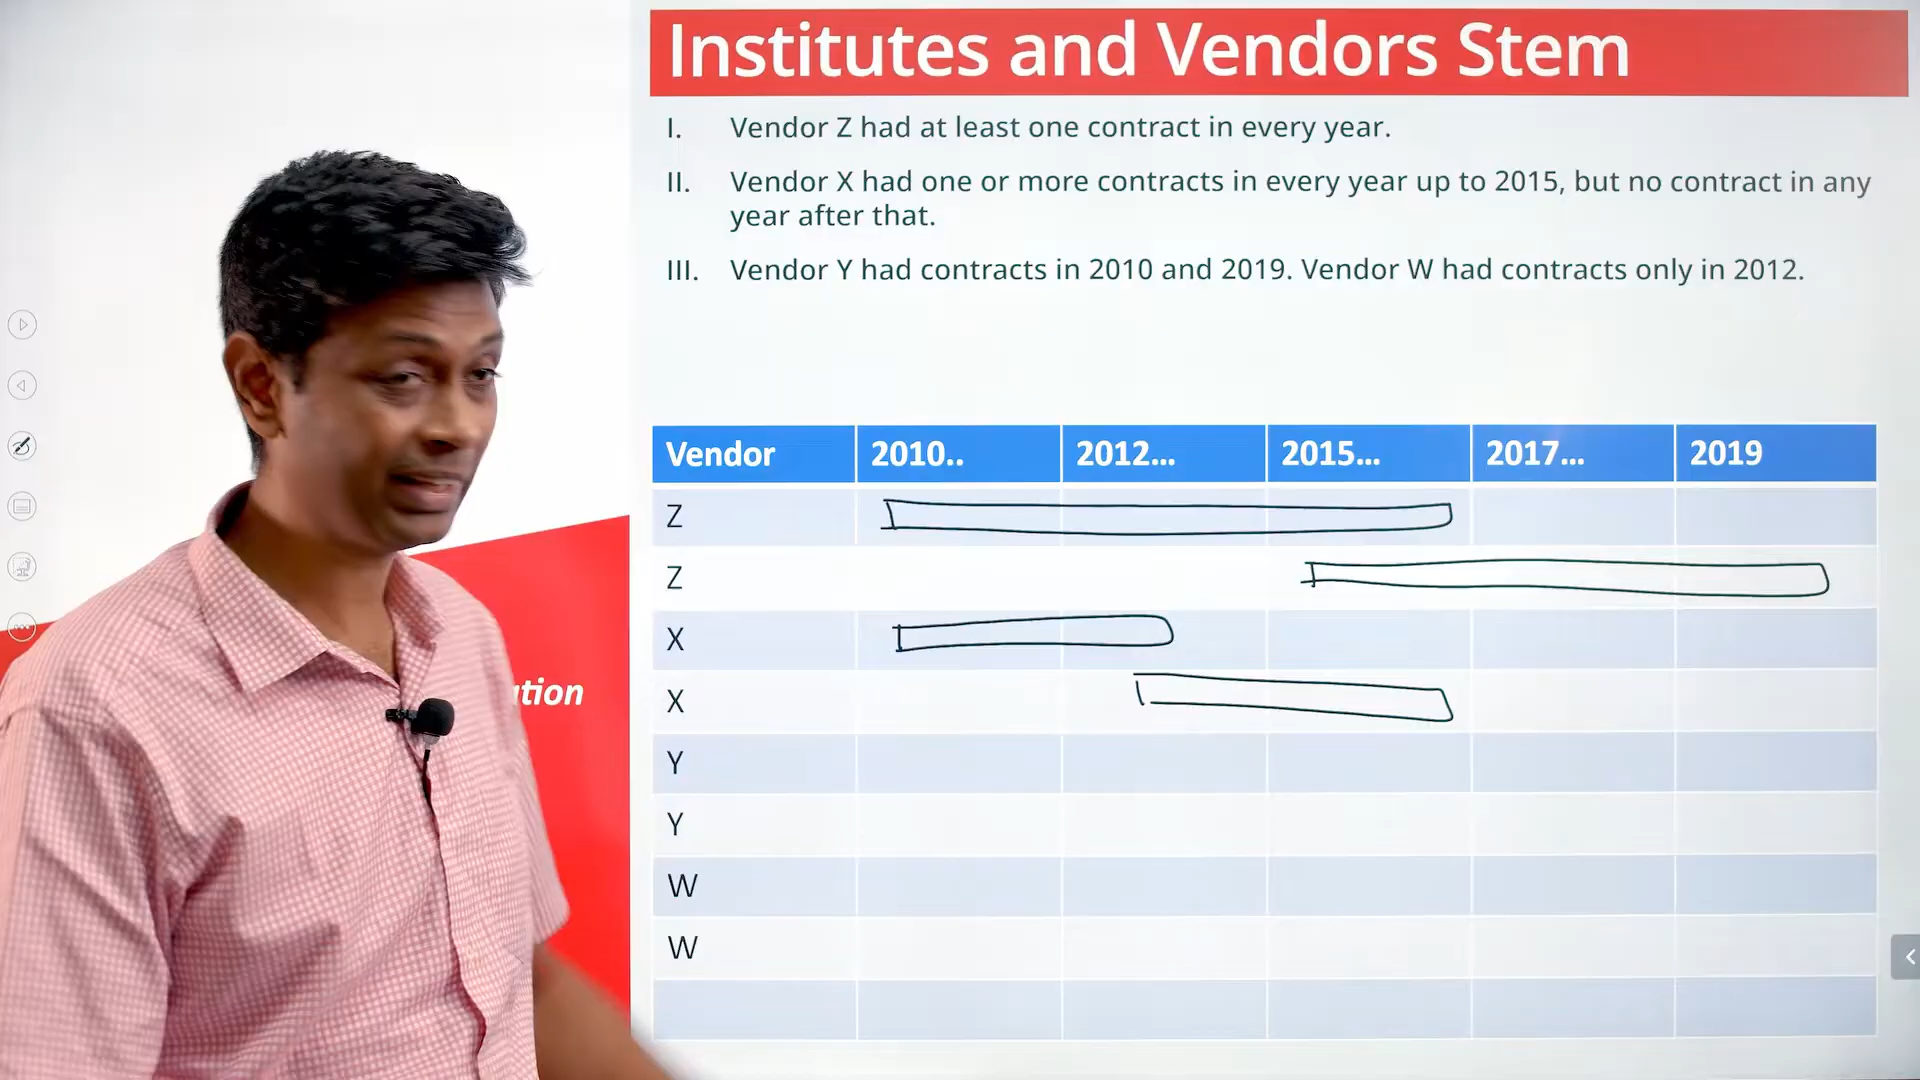 Institutes and Vendors Stem
I. Vendor Z had at least one contract in every year.
II. Vendor X had one or more contracts in every year up to 2015, but no contract in any
year after that.
III. Vendor Y had contracts in 2010 and 2019. Vendor W had contracts only in 2012.
Vendor 2010.. 2012... 2015... 2017... 2019
Z
Z
X
X
Y
Y
W
W